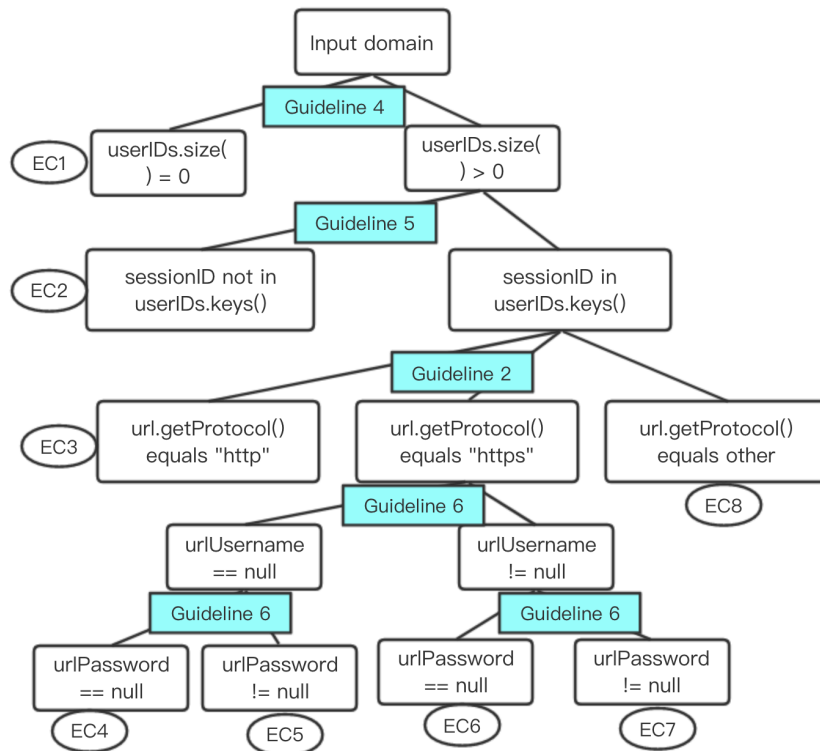 Input domain
Guideline 4
EC1
userIDs.size(
) = 0
userIDs.size(
) > 0
Guideline 5
EC2
sessionID not in
userIDs.keys()
sessionID in
userIDs.keys()
Guideline 2
EC3
url.getProtocol()
equals "http"
url.getProtocol()
equals "https"
url.getProtocol()
equals other
EC8
Guideline 6
urlUsername
== null
urlUsername
!= null
Guideline 6
Guideline 6
urlPassword
== null
urlPassword
!= null
urlPassword
== null
urlPassword
!= null
EC4
EC5
EC6
EC7